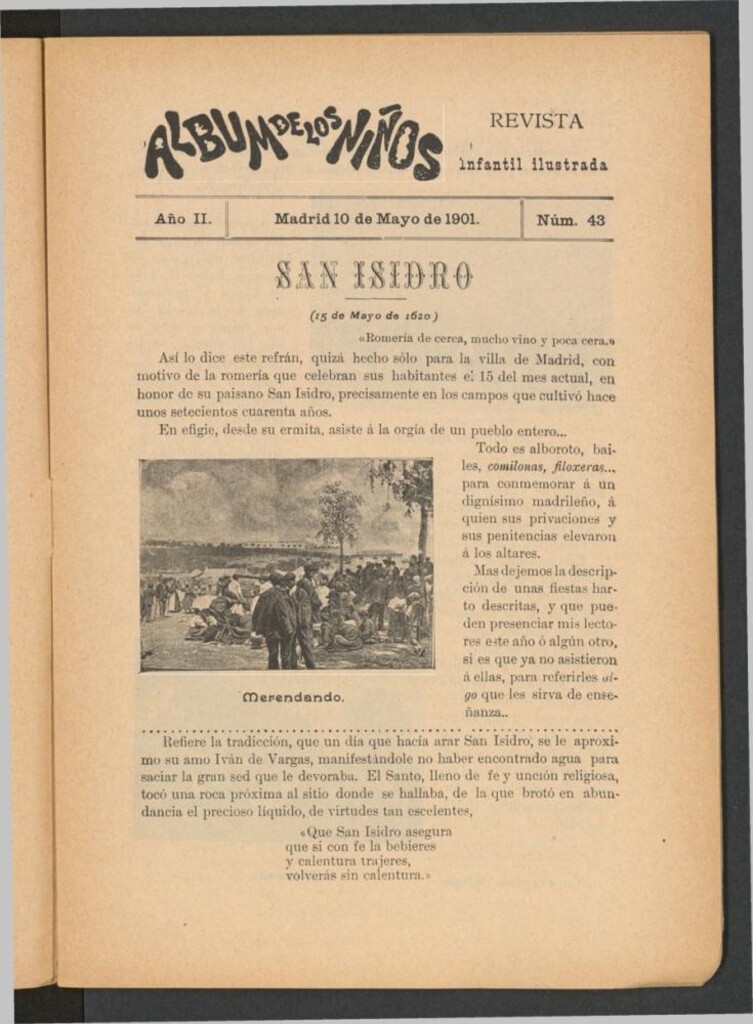 ALBUM DE LOS NIÑOS
REVISTA
infantil ilustrada
Año II.
Madrid 10 de Mayo de 1901.
Núm. 43
SAN ISIDRO
(15 de Mayo de 1620)
«Romería de cerca, mucho vino y poca cera.»
Así lo dice este refrán, quizá hecho sólo para la villa de Madrid, con
motivo de la romería que celebran sus habitantes el 15 del mes actual, en
honor de su paisano San Isidro, precisamente en los campos que cultivó hace
unos setecientos cuarenta años.
En efigie, desde su ermita, asiste á la orgía de un pueblo entero...
Todo es alboroto, bai-
les, comilonas, filoxeras...
para conmemorar á un
dignísimo madrileño, á
quien sus privaciones y
sus penitencias elevaron
á los altares.
Mas dejemos la descrip-
ción de unas fiestas har-
to descritas, y que pue-
den presenciar mis lecto-
res este año ó algún otro,
si es que ya no asistieron
á ellas, para referirles al-
go que les sirva de ense-
ñanza..
Merendando.
Refiere la tradicción, que un día que hacía arar San Isidro, se le aproxi-
mo su amo Iván de Vargas, manifestándole no haber encontrado agua para
saciar la gran sed que le devoraba. El Santo, lleno de fe y unción religiosa,
tocó una roca próxima al sitio donde se hallaba, de la que brotó en abun-
dancia el precioso líquido, de virtudes tan escelentes,
«Que San Isidro asegura
que si con fe la bebieres
y calentura trajeres,
volverás sin calentura.»